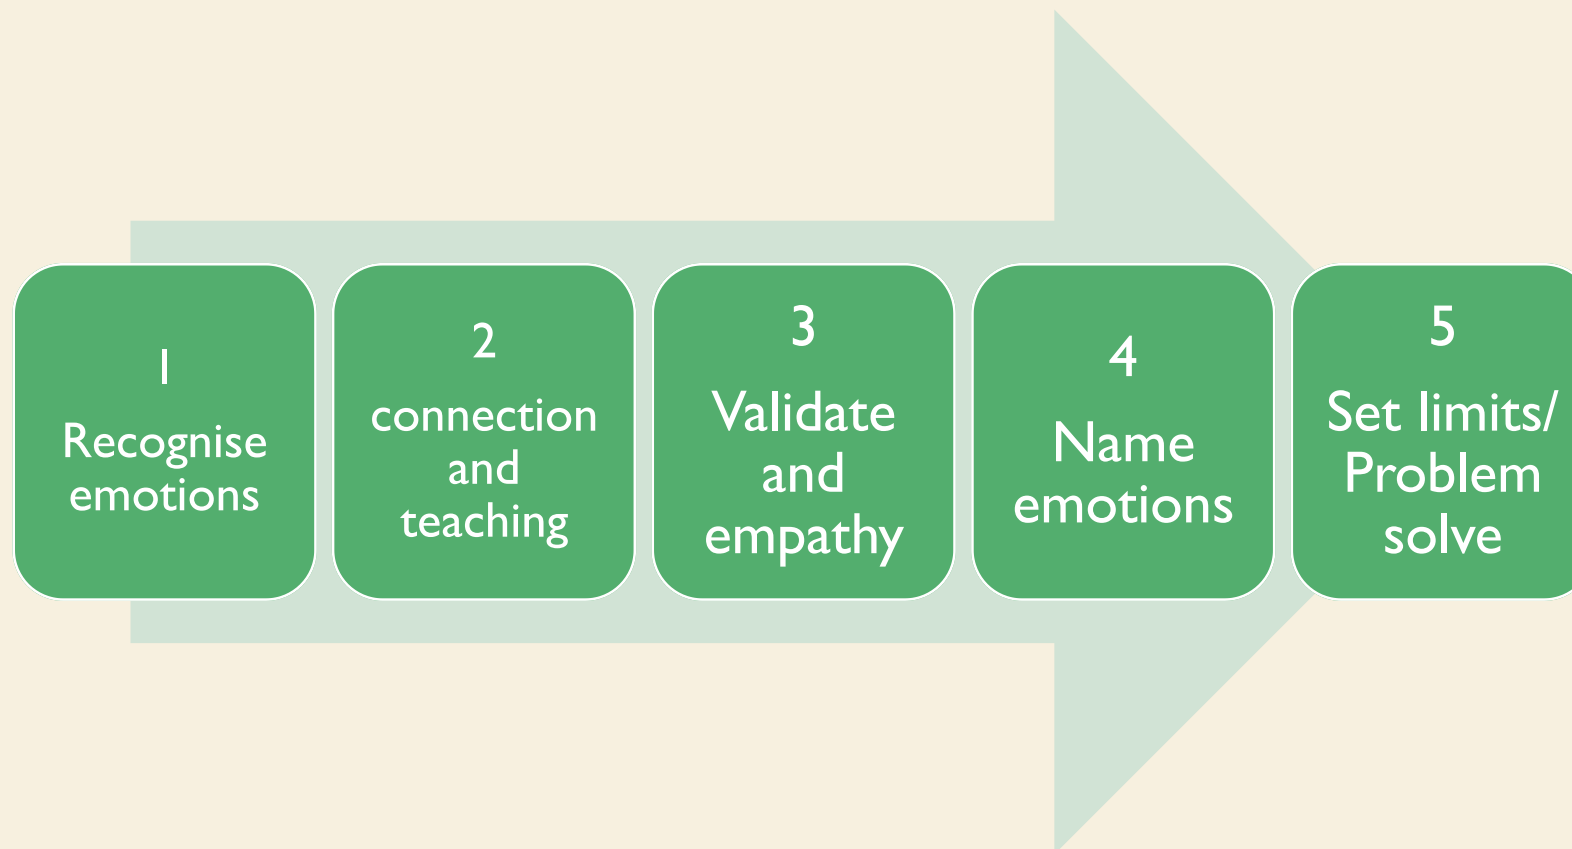 1
Recognise
emotions
2
connection
and
teaching
3
Validate
and
empathy
4
Name
emotions
5
Set limits/
Problem
solve